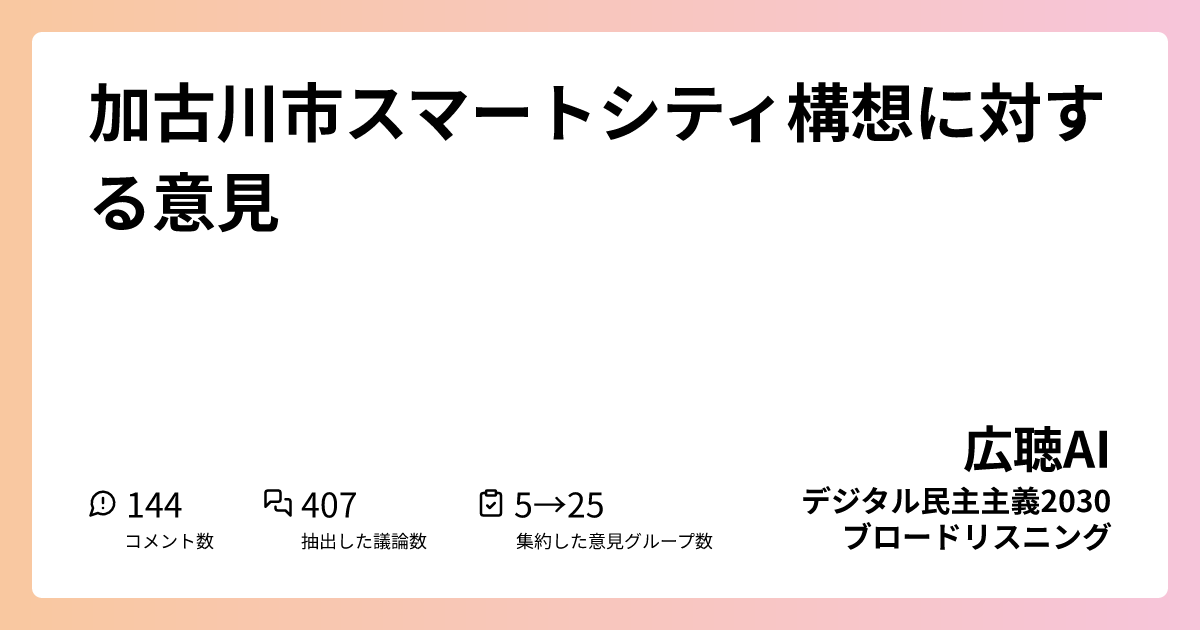 加古川市スマートシティ構想に対す
る意見
広聴AI
デジタル民主主義2030
ブロードリスニング
144
コメント数
407
抽出した議論数
5→25
集約した意見グループ数